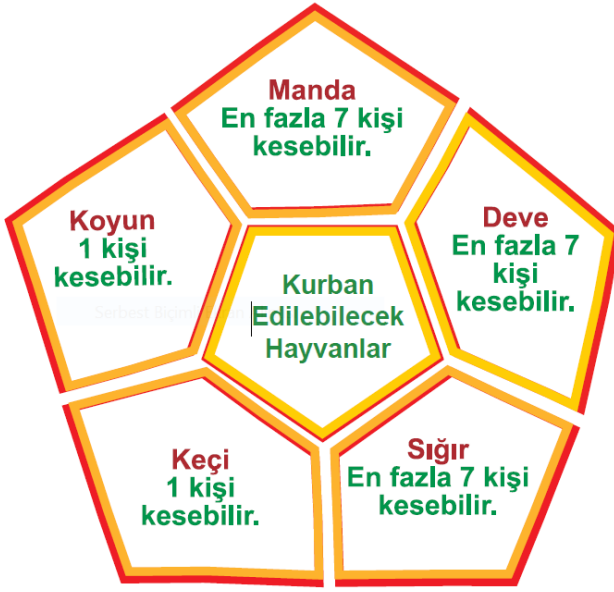 Manda
En fazla 7 kişi
kesebilir.
Koyun
1 kişi
kesebilir.
Deve
En fazla 7
kişi
kesebilir.
Kurban
Edilebilecek
Hayvanlar
Keçi
1 kişi
kesebilir.
Sığır
En fazla 7 kişi
kesebilir.